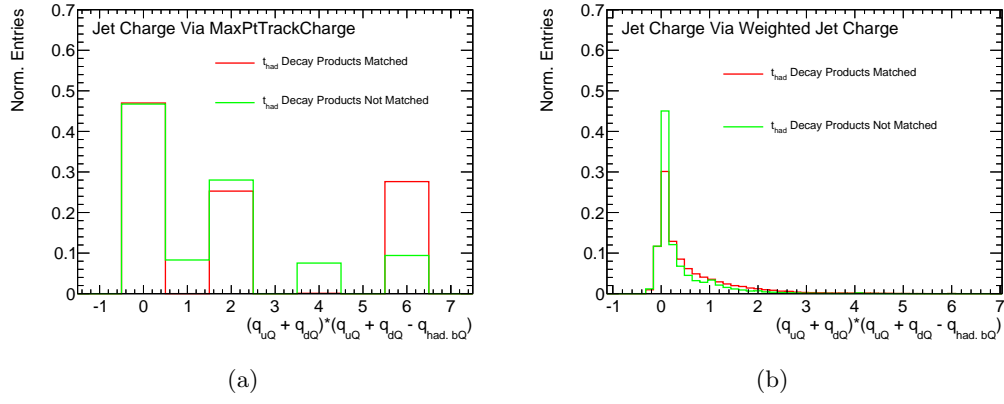 Norm. Entries
0.7
0.6
0.5
0.4
0.3
0.2
0.1
0
Jet Charge Via MaxPtTrackCharge
t_had Decay Products Matched
t_had Decay Products Not Matched
-1 0 1 2 3 4 5 6 7
(q_uQ + q_dQ)*(q_uQ + q_dQ - q_had. bQ)
(a)
Norm. Entries
0.7
0.6
0.5
0.4
0.3
0.2
0.1
0
Jet Charge Via Weighted Jet Charge
t_had Decay Products Matched
t_had Decay Products Not Matched
-1 0 1 2 3 4 5 6 7
(q_uQ + q_dQ)*(q_uQ + q_dQ - q_had. bQ)
(b)